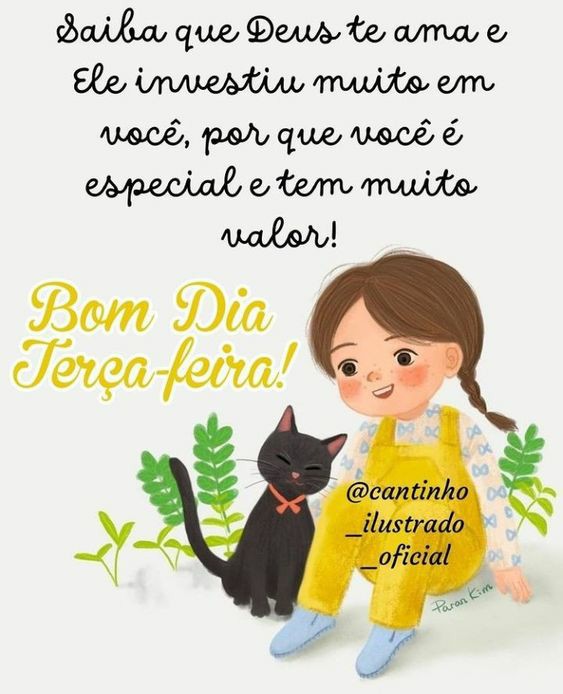 Saiba que Deus te ama e
Ele investiu muito em
você, por que você é
especial e tem muito
valor!
Bom Dia
Terça-feira!
@cantinho
_ilustrado
_oficial
Paran Kim